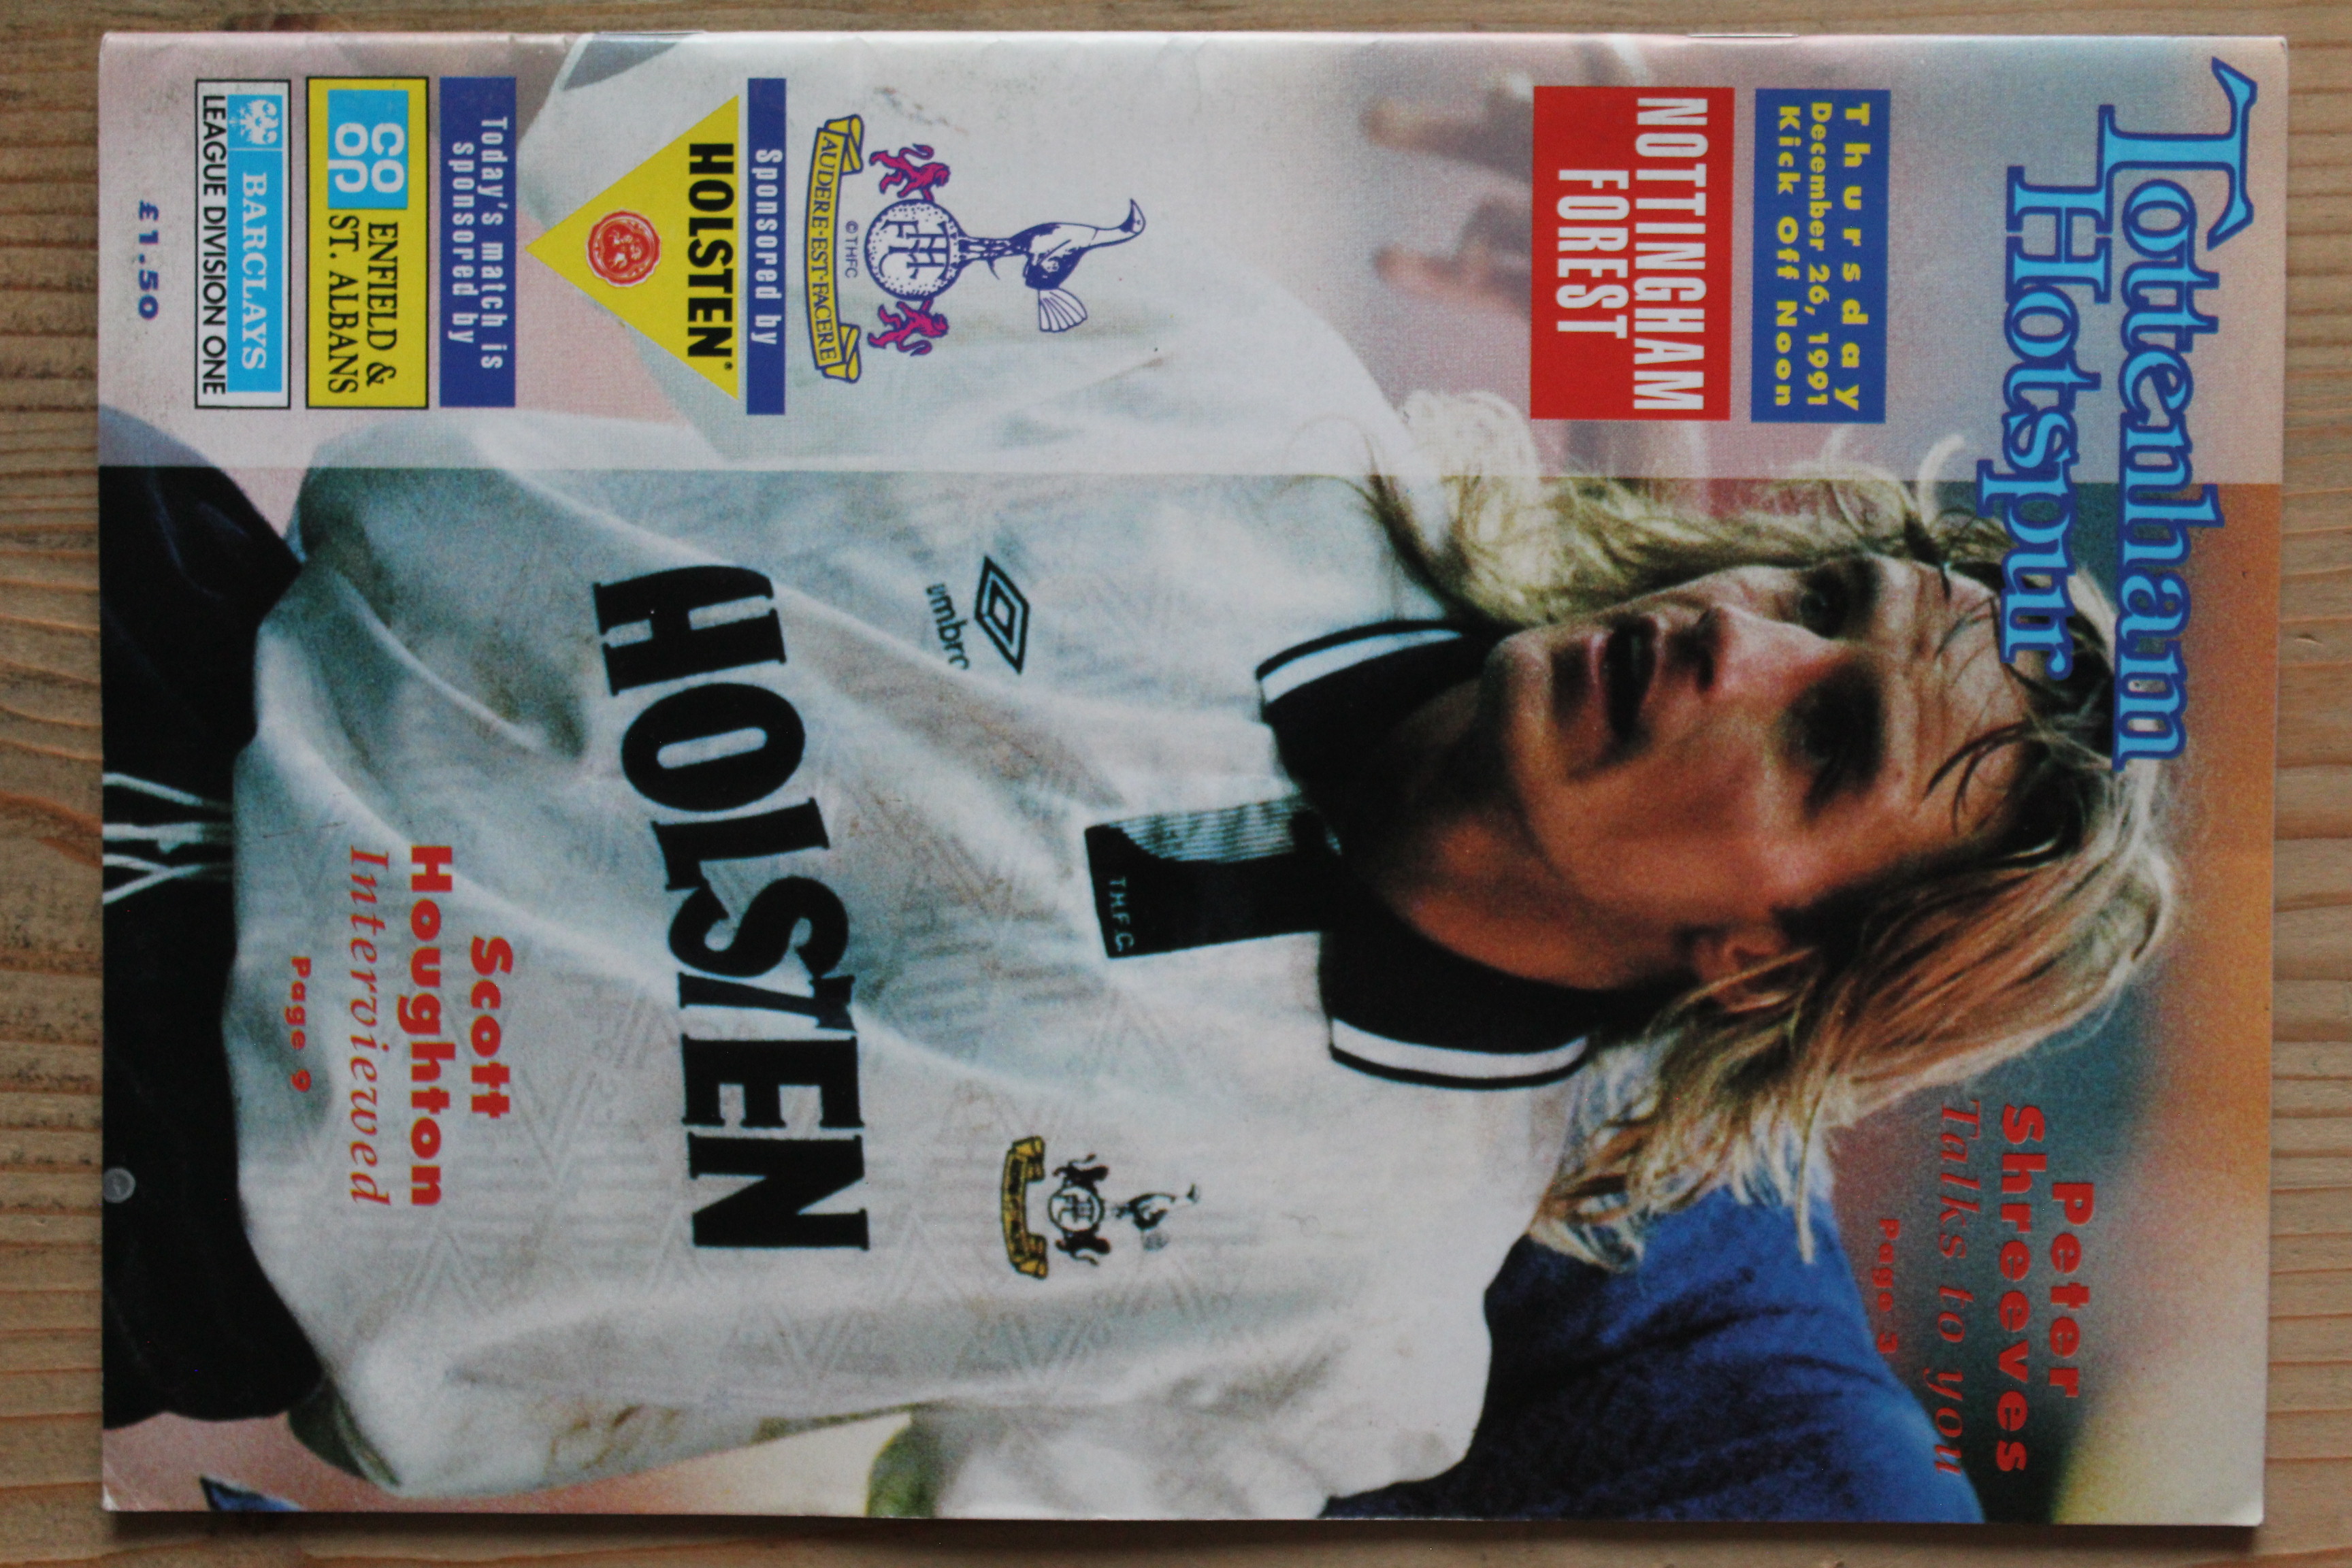 Tottenham
Hotspur
Thursday
December 26, 1991
Kick Off Noon
NOTTINGHAM
FOREST
Peter
Shreeves
Talks to you
Page 3
T.H.F.C.
umbro
HOLSTEN
©THFC
AUDERE·EST·FACERE
Sponsored by
HOLSTEN®
Today's match is
sponsored by
CO
OP
ENFIELD &
ST. ALBANS
BARCLAYS
LEAGUE DIVISION ONE
£1.50
Scott
Houghton
Interviewed
Page 9